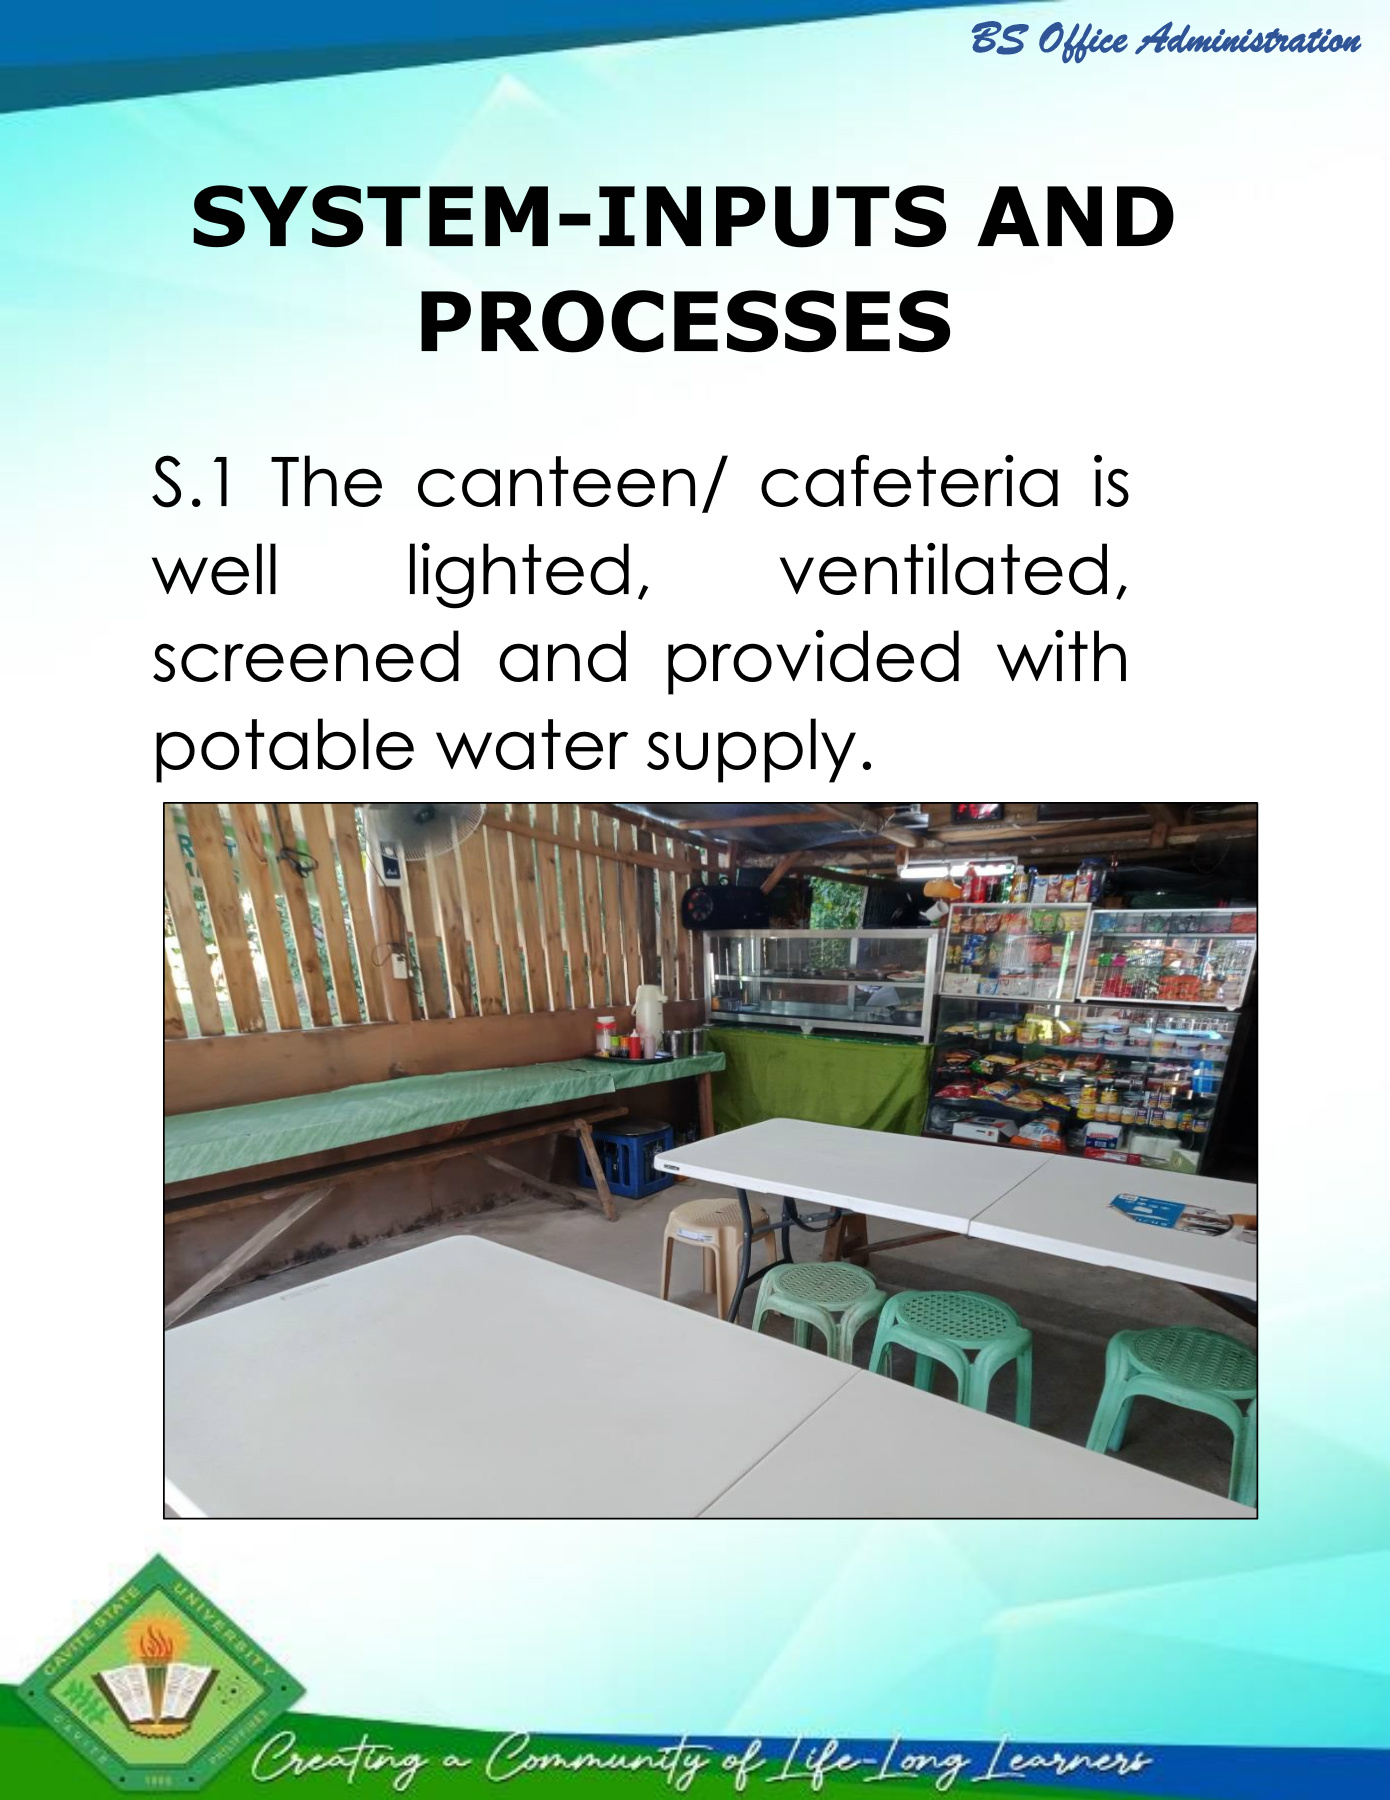 BS Office Administration
SYSTEM-INPUTS AND
PROCESSES
S.1 The canteen/ cafeteria is
well lighted, ventilated,
screened and provided with
potable water supply.
CAVITE STATE UNIVERSITY
CAVITE PHILIPPINES
1906
Creating a Community of Life-Long Learners